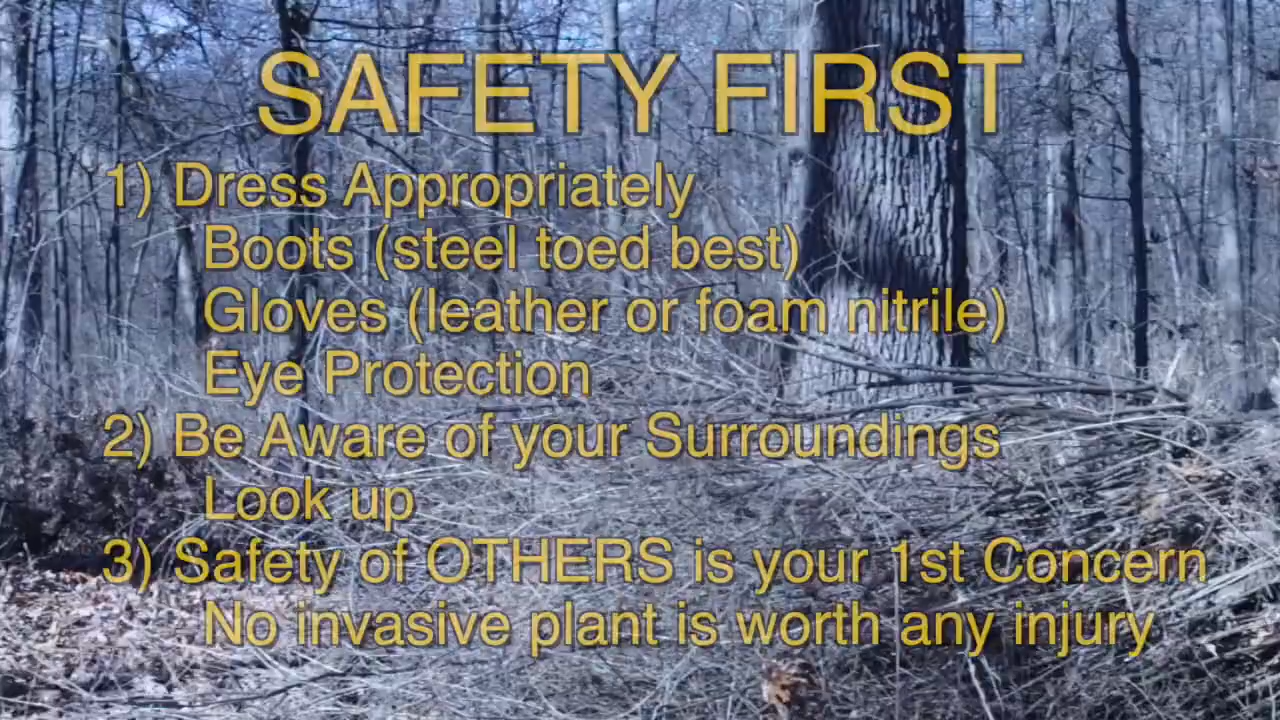 SAFETY FIRST
1) Dress Appropriately
Boots (steel toed best)
Gloves (leather or foam nitrile)
Eye Protection
2) Be Aware of your Surroundings
Look up
3) Safety of OTHERS is your 1st Concern
No invasive plant is worth any injury